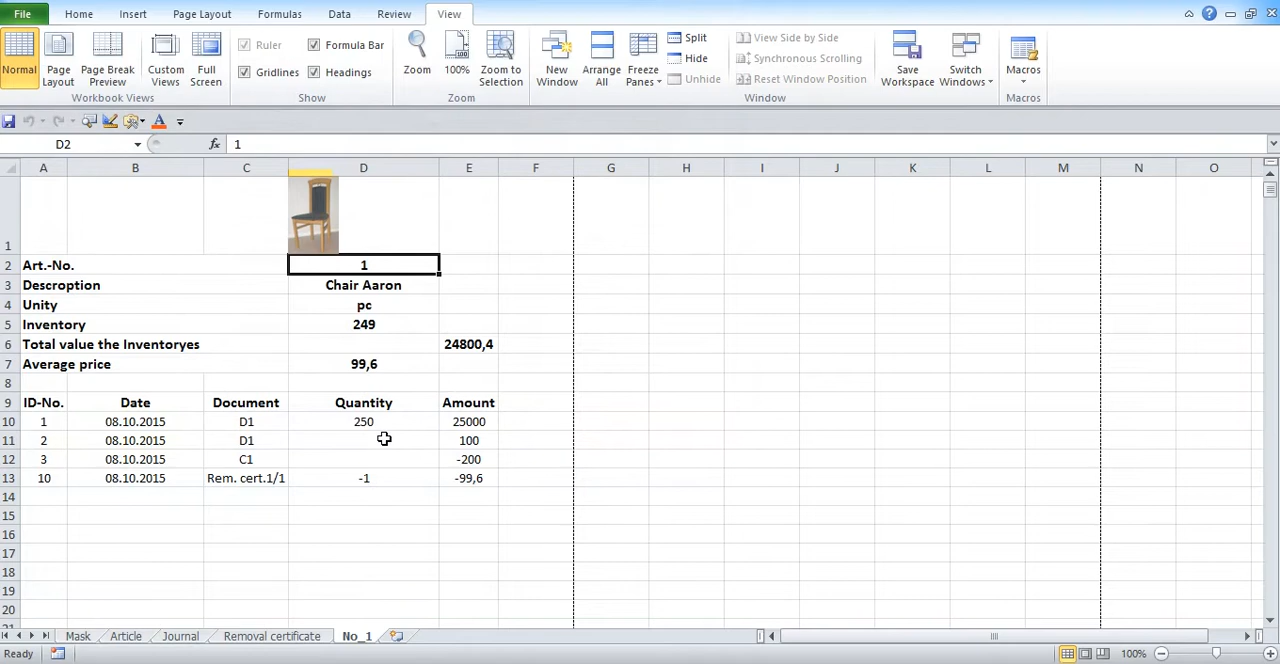 File Home Insert Page Layout Formulas Data Review View
Normal Page Layout Page Break Preview Custom Views Full Screen Ruler Formula Bar Gridlines Headings Zoom 100% Zoom to Selection New Window Arrange All Freeze Panes Split Hide Unhide View Side by Side Synchronous Scrolling Reset Window Position Save Workspace Switch Windows Macros
Workbook Views Show Zoom Window Macros
D2 fx 1
A B C D E F G H I J K L M N O
1
2 Art.-No. 1
3 Descroption Chair Aaron
4 Unity pc
5 Inventory 249
6 Total value the Inventoryes 24800,4
7 Average price 99,6
8
9 ID-No. Date Document Quantity Amount
10 1 08.10.2015 D1 250 25000
11 2 08.10.2015 D1 100
12 3 08.10.2015 C1 -200
13 10 08.10.2015 Rem. cert.1/1 -1 -99,6
14
15
16
17
18
19
20
Mask Article Journal Removal certificate No_1
Ready 100%